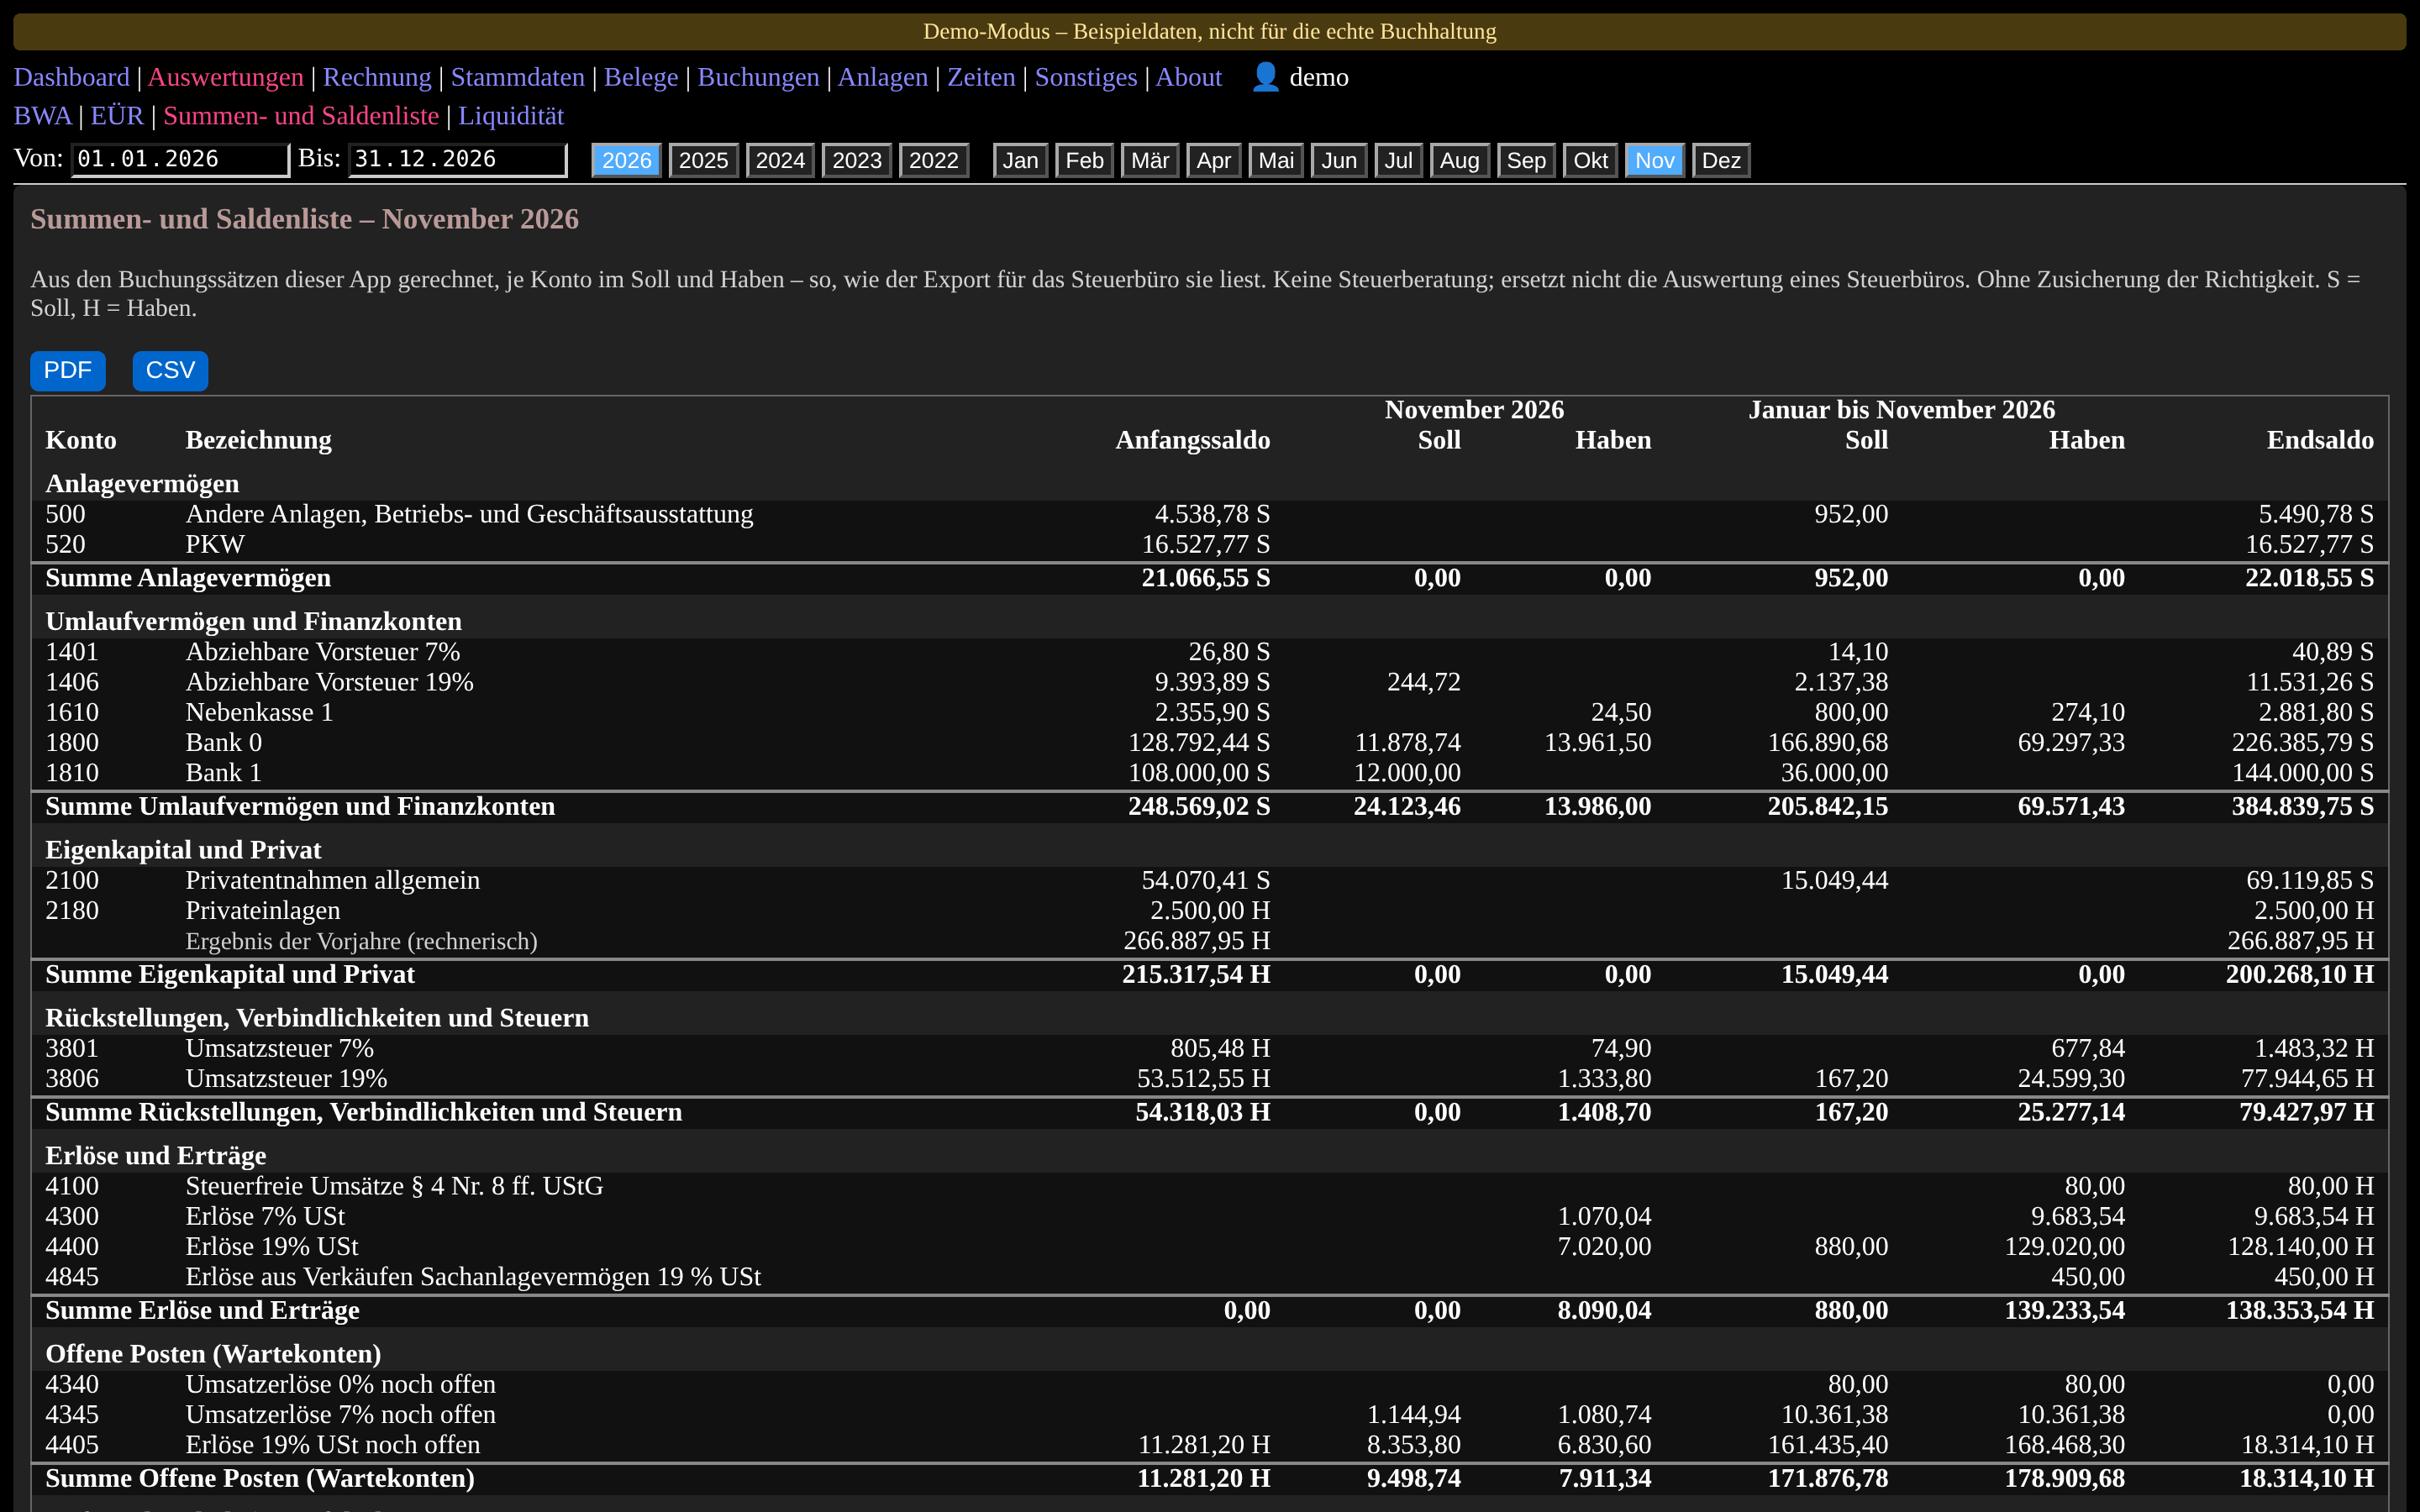 Demo-Modus – Beispieldaten, nicht für die echte Buchhaltung
Dashboard | Auswertungen | Rechnung | Stammdaten | Belege | Buchungen | Anlagen | Zeiten | Sonstiges | About 👤 demo
BWA | EÜR | Summen- und Saldenliste | Liquidität
Von: 01.01.2026 Bis: 31.12.2026 2026 2025 2024 2023 2022 Jan Feb Mär Apr Mai Jun Jul Aug Sep Okt Nov Dez
Summen- und Saldenliste – November 2026
Aus den Buchungssätzen dieser App gerechnet, je Konto im Soll und Haben – so, wie der Export für das Steuerbüro sie liest. Keine Steuerberatung; ersetzt nicht die Auswertung eines Steuerbüros. Ohne Zusicherung der Richtigkeit. S =
Soll, H = Haben.
PDF CSV
November 2026 Januar bis November 2026
Konto Bezeichnung Anfangssaldo Soll Haben Soll Haben Endsaldo
Anlagevermögen
500 Andere Anlagen, Betriebs- und Geschäftsausstattung 4.538,78 S 952,00 5.490,78 S
520 PKW 16.527,77 S 16.527,77 S
Summe Anlagevermögen 21.066,55 S 0,00 0,00 952,00 0,00 22.018,55 S
Umlaufvermögen und Finanzkonten
1401 Abziehbare Vorsteuer 7% 26,80 S 14,10 40,89 S
1406 Abziehbare Vorsteuer 19% 9.393,89 S 244,72 2.137,38 11.531,26 S
1610 Nebenkasse 1 2.355,90 S 24,50 800,00 274,10 2.881,80 S
1800 Bank 0 128.792,44 S 11.878,74 13.961,50 166.890,68 69.297,33 226.385,79 S
1810 Bank 1 108.000,00 S 12.000,00 36.000,00 144.000,00 S
Summe Umlaufvermögen und Finanzkonten 248.569,02 S 24.123,46 13.986,00 205.842,15 69.571,43 384.839,75 S
Eigenkapital und Privat
2100 Privatentnahmen allgemein 54.070,41 S 15.049,44 69.119,85 S
2180 Privateinlagen 2.500,00 H 2.500,00 H
Ergebnis der Vorjahre (rechnerisch) 266.887,95 H 266.887,95 H
Summe Eigenkapital und Privat 215.317,54 H 0,00 0,00 15.049,44 0,00 200.268,10 H
Rückstellungen, Verbindlichkeiten und Steuern
3801 Umsatzsteuer 7% 805,48 H 74,90 677,84 1.483,32 H
3806 Umsatzsteuer 19% 53.512,55 H 1.333,80 167,20 24.599,30 77.944,65 H
Summe Rückstellungen, Verbindlichkeiten und Steuern 54.318,03 H 0,00 1.408,70 167,20 25.277,14 79.427,97 H
Erlöse und Erträge
4100 Steuerfreie Umsätze § 4 Nr. 8 ff. UStG 80,00 80,00 H
4300 Erlöse 7% USt 1.070,04 9.683,54 9.683,54 H
4400 Erlöse 19% USt 7.020,00 880,00 129.020,00 128.140,00 H
4845 Erlöse aus Verkäufen Sachanlagevermögen 19 % USt 450,00 450,00 H
Summe Erlöse und Erträge 0,00 0,00 8.090,04 880,00 139.233,54 138.353,54 H
Offene Posten (Wartekonten)
4340 Umsatzerlöse 0% noch offen 80,00 80,00 0,00
4345 Umsatzerlöse 7% noch offen 1.144,94 1.080,74 10.361,38 10.361,38 0,00
4405 Erlöse 19% USt noch offen 11.281,20 H 8.353,80 6.830,60 161.435,40 168.468,30 18.314,10 H
Summe Offene Posten (Wartekonten) 11.281,20 H 9.498,74 7.911,34 171.876,78 178.909,68 18.314,10 H